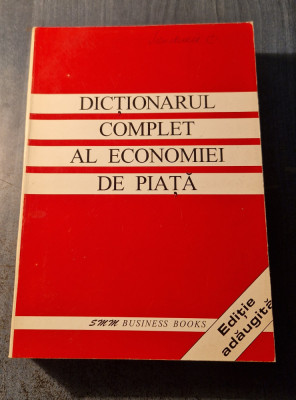 DICȚIONARUL
COMPLET
AL ECONOMIEI
DE PIAȚĂ
SMM BUSINESS BOOKS
Ediție
adăugită